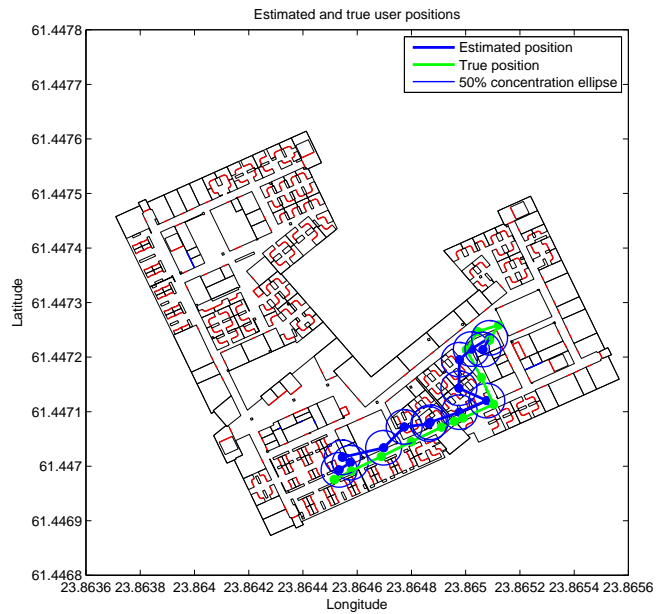 Estimated and true user positions
Estimated position
True position
50% concentration ellipse
61.4478
61.4477
61.4476
61.4475
61.4474
61.4473
61.4472
61.4471
61.447
61.4469
61.4468
Latitude
23.8636 23.8638 23.864 23.8642 23.8644 23.8646 23.8648 23.865 23.8652 23.8654 23.8656
Longitude